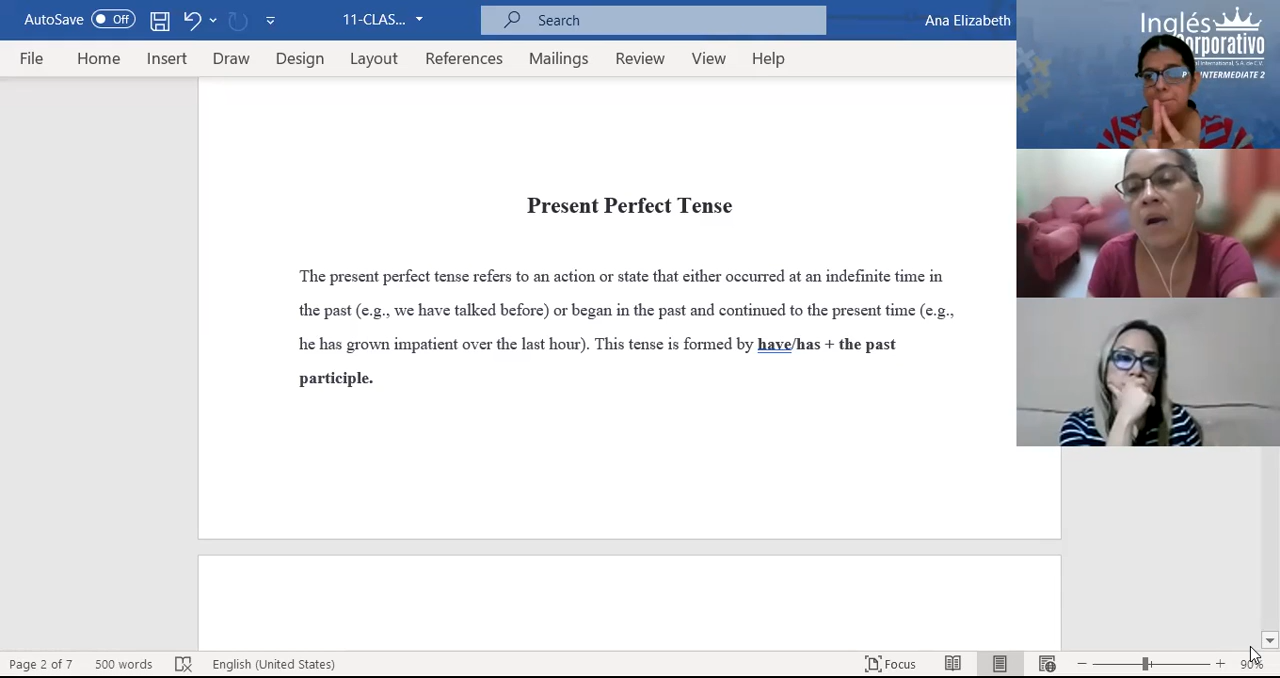 AutoSave Off 11-CLAS... Search Ana Elizabeth
File Home Insert Draw Design Layout References Mailings Review View Help
Inglés
Corporativo
INTERMEDIATE 2
Present Perfect Tense
The present perfect tense refers to an action or state that either occurred at an indefinite time in
the past (e.g., we have talked before) or began in the past and continued to the present time (e.g.,
he has grown impatient over the last hour). This tense is formed by have/has + the past
participle.
Page 2 of 7 500 words English (United States) Focus 90%